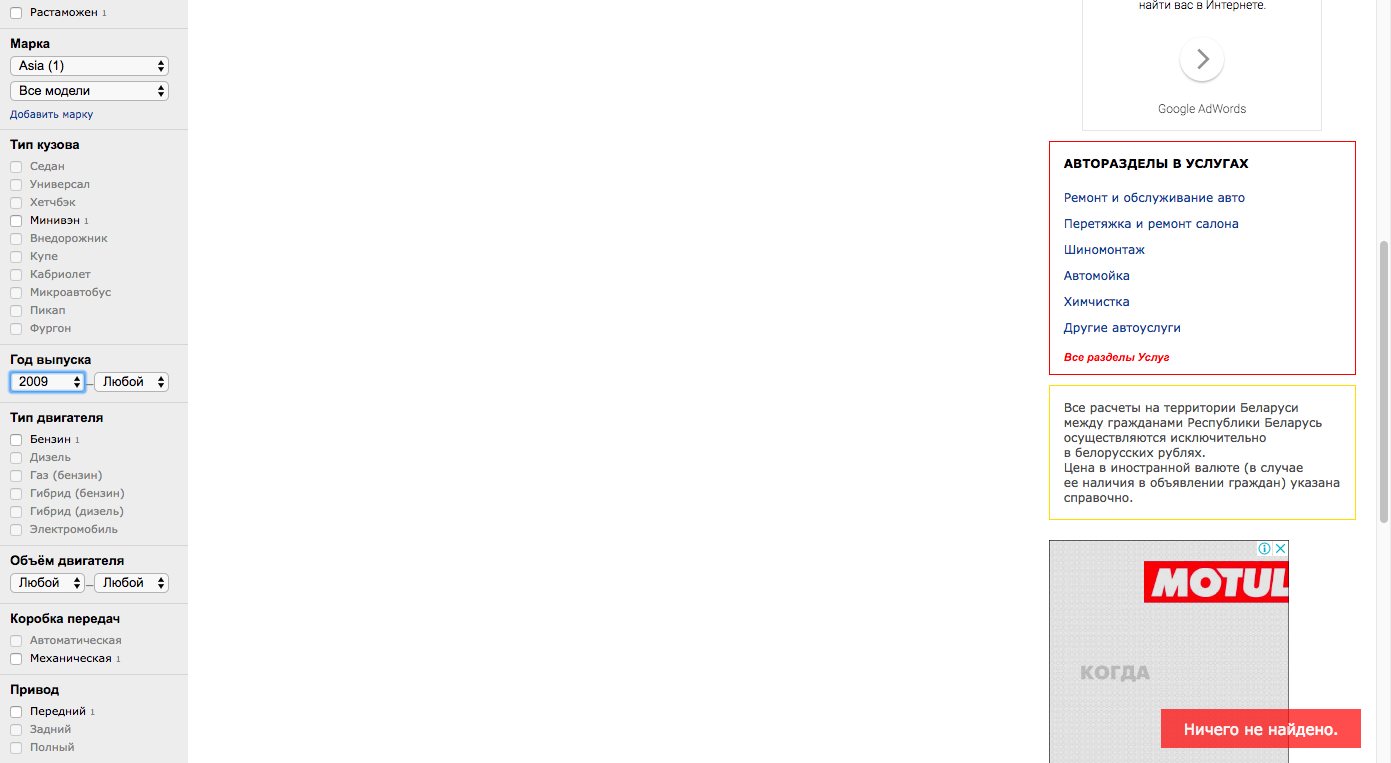 Растаможен 1
Марка
Asia (1)
Все модели
Добавить марку
Тип кузова
Седан
Универсал
Хетчбэк
Минивэн 1
Внедорожник
Купе
Кабриолет
Микроавтобус
Пикап
Фургон
Год выпуска
2009 – Любой
Тип двигателя
Бензин 1
Дизель
Газ (бензин)
Гибрид (бензин)
Гибрид (дизель)
Электромобиль
Объём двигателя
Любой – Любой
Коробка передач
Автоматическая
Механическая 1
Привод
Передний 1
Задний
Полный
найти вас в Интернете.
Google AdWords
АВТОРАЗДЕЛЫ В УСЛУГАХ
Ремонт и обслуживание авто
Перетяжка и ремонт салона
Шиномонтаж
Автомойка
Химчистка
Другие автоуслуги
Все разделы Услуг
Все расчеты на территории Беларуси
между гражданами Республики Беларусь
осуществляются исключительно
в белорусских рублях.
Цена в иностранной валюте (в случае
ее наличия в объявлении граждан) указана
справочно.
MOTUL
КОГДА
Ничего не найдено.